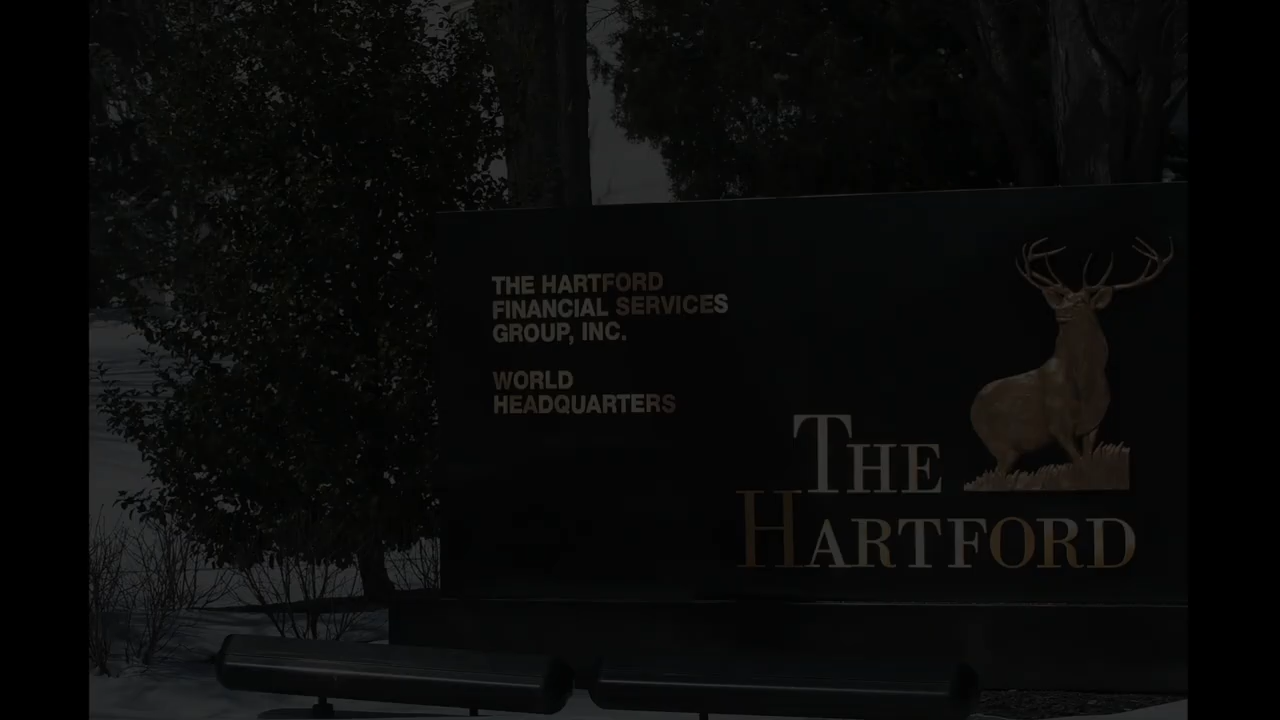 THE HARTFORD
FINANCIAL SERVICES
GROUP, INC.
WORLD
HEADQUARTERS
THE
HARTFORD